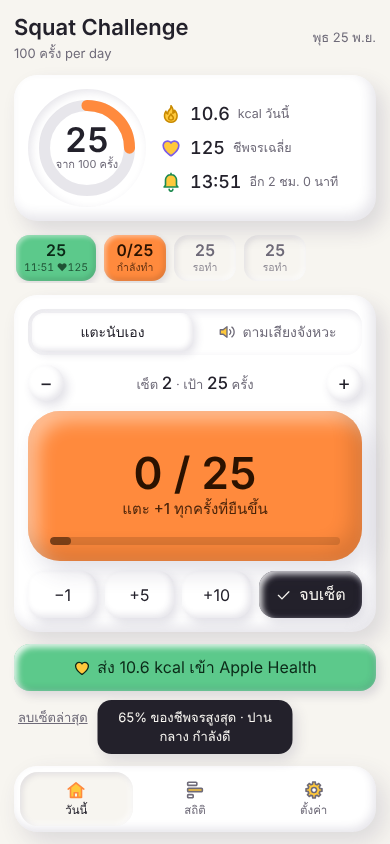 Squat Challenge
100 ครั้ง per day
พุธ 25 พ.ย.
25
จาก 100 ครั้ง
10.6 kcal วันนี้
125 ชีพจรเฉลี่ย
13:51 อีก 2 ชม. 0 นาที
25
11:51 ♥125
0/25
กำลังทำ
25
รอทำ
25
รอทำ
แตะนับเอง
ตามเสียงจังหวะ
− เซ็ต 2 · เป้า 25 ครั้ง +
0 / 25
แตะ +1 ทุกครั้งที่ยืนขึ้น
−1 +5 +10 จบเซ็ต
ส่ง 10.6 kcal เข้า Apple Health
ลบเซ็ตล่าสุด
65% ของชีพจรสูงสุด · ปาน
กลาง กำลังดี
วันนี้ สถิติ ตั้งค่า